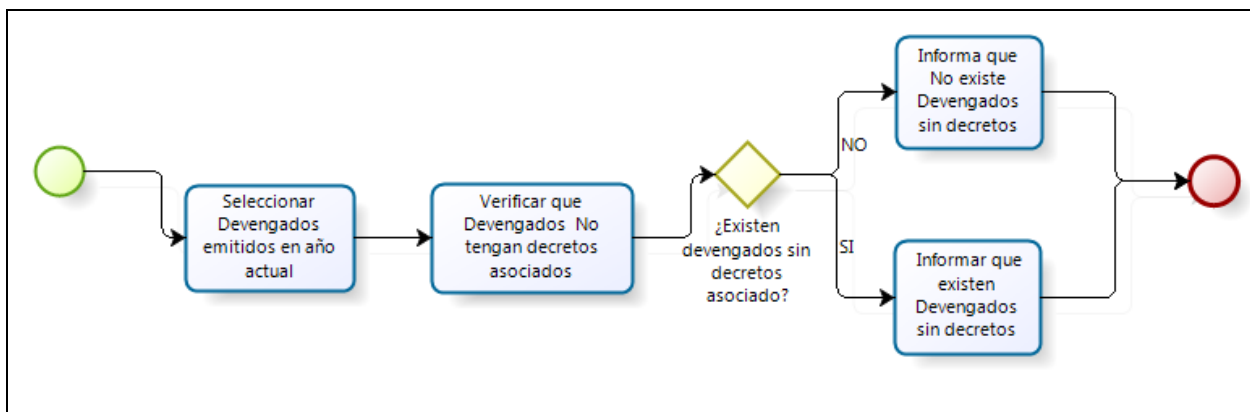 Seleccionar
Devengados
emitidos en año
actual
Verificar que
Devengados No
tengan decretos
asociados
¿Existen
devengados sin
decretos
asociado?
NO
Informa que
No existe
Devengados
sin decretos
SI
Informar que
existen
Devengados
sin decretos